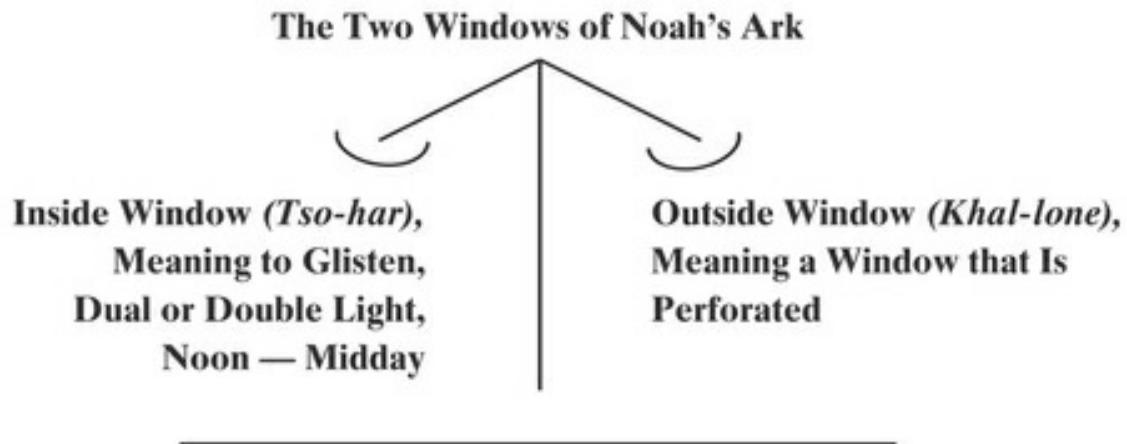 The Two Windows of Noah's Ark
Inside Window (Tso-har),
Meaning to Glisten,
Dual or Double Light,
Noon — Midday
Outside Window (Khal-lone),
Meaning a Window that Is
Perforated